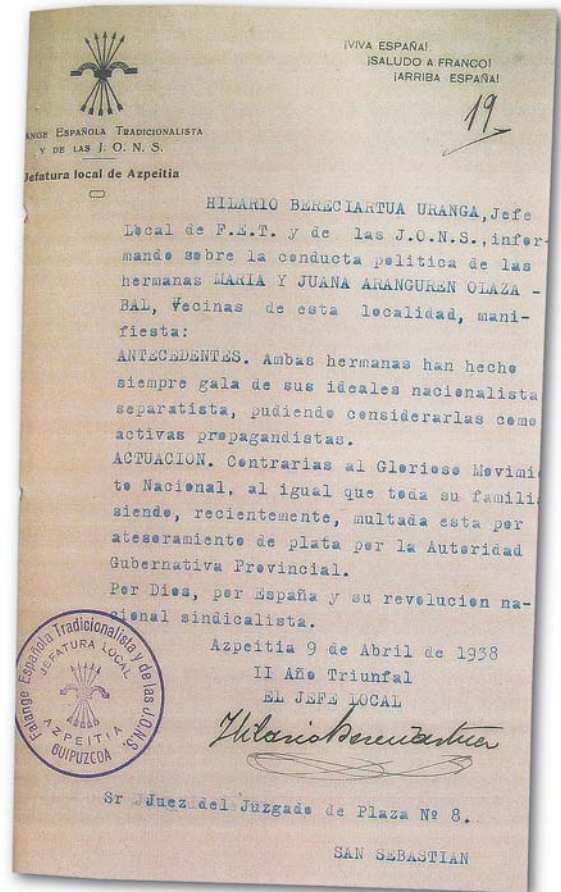 ¡VIVA ESPAÑA!
¡SALUDO A FRANCO!
¡ARRIBA ESPAÑA!
19
ANGE ESPAÑOLA TRADICIONALISTA
Y DE LAS J. O. N. S.
Jefatura local de Azpeitia
HILARIO BERECIARTUA URANGA, Jefe
Local de F.E.T. y de las J.O.N.S., infor-
mando sobre la conducta politica de las
hermanas MARIA Y JUANA ARANGUREN OLAZA -
BAL, vecinas de esta localidad, mani-
fiesta:
ANTECEDENTES. Ambas hermanas han hecho
siempre gala de sus ideales nacionalista
separatista, pudiendo considerarlas como
activas propagandistas.
ACTUACION. Contrarias al Glorioso Movimie
to Nacional, al igual que toda su familia
siendo, recientemente, multada esta por
atesoramiento de plata por la Autoridad
Gubernativa Provincial.
Por Dios, por España y su revolucion na-
cional sindicalista.
Azpeitia 9 de Abril de 1938
II Año Triunfal
EL JEFE LOCAL
Hilario Bereciartua
Falange Española Tradicionalista y de las J.O.N.S.
JEFATURA LOCAL
AZPEITIA
GUIPUZCOA
Sr Juez del Juzgado de Plaza Nº 8.
SAN SEBASTIAN